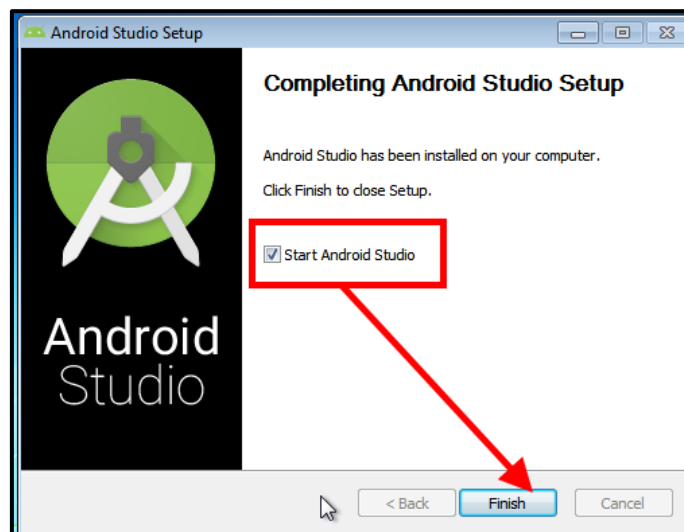 Android Studio Setup
Completing Android Studio Setup
Android Studio has been installed on your computer.
Click Finish to close Setup.
Start Android Studio
Android
Studio
< Back
Finish
Cancel